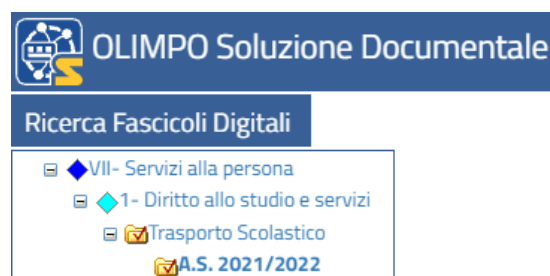 OLIMPO Soluzione Documentale
Ricerca Fascicoli Digitali
VII- Servizi alla persona
1- Diritto allo studio e servizi
Trasporto Scolastico
A.S. 2021/2022